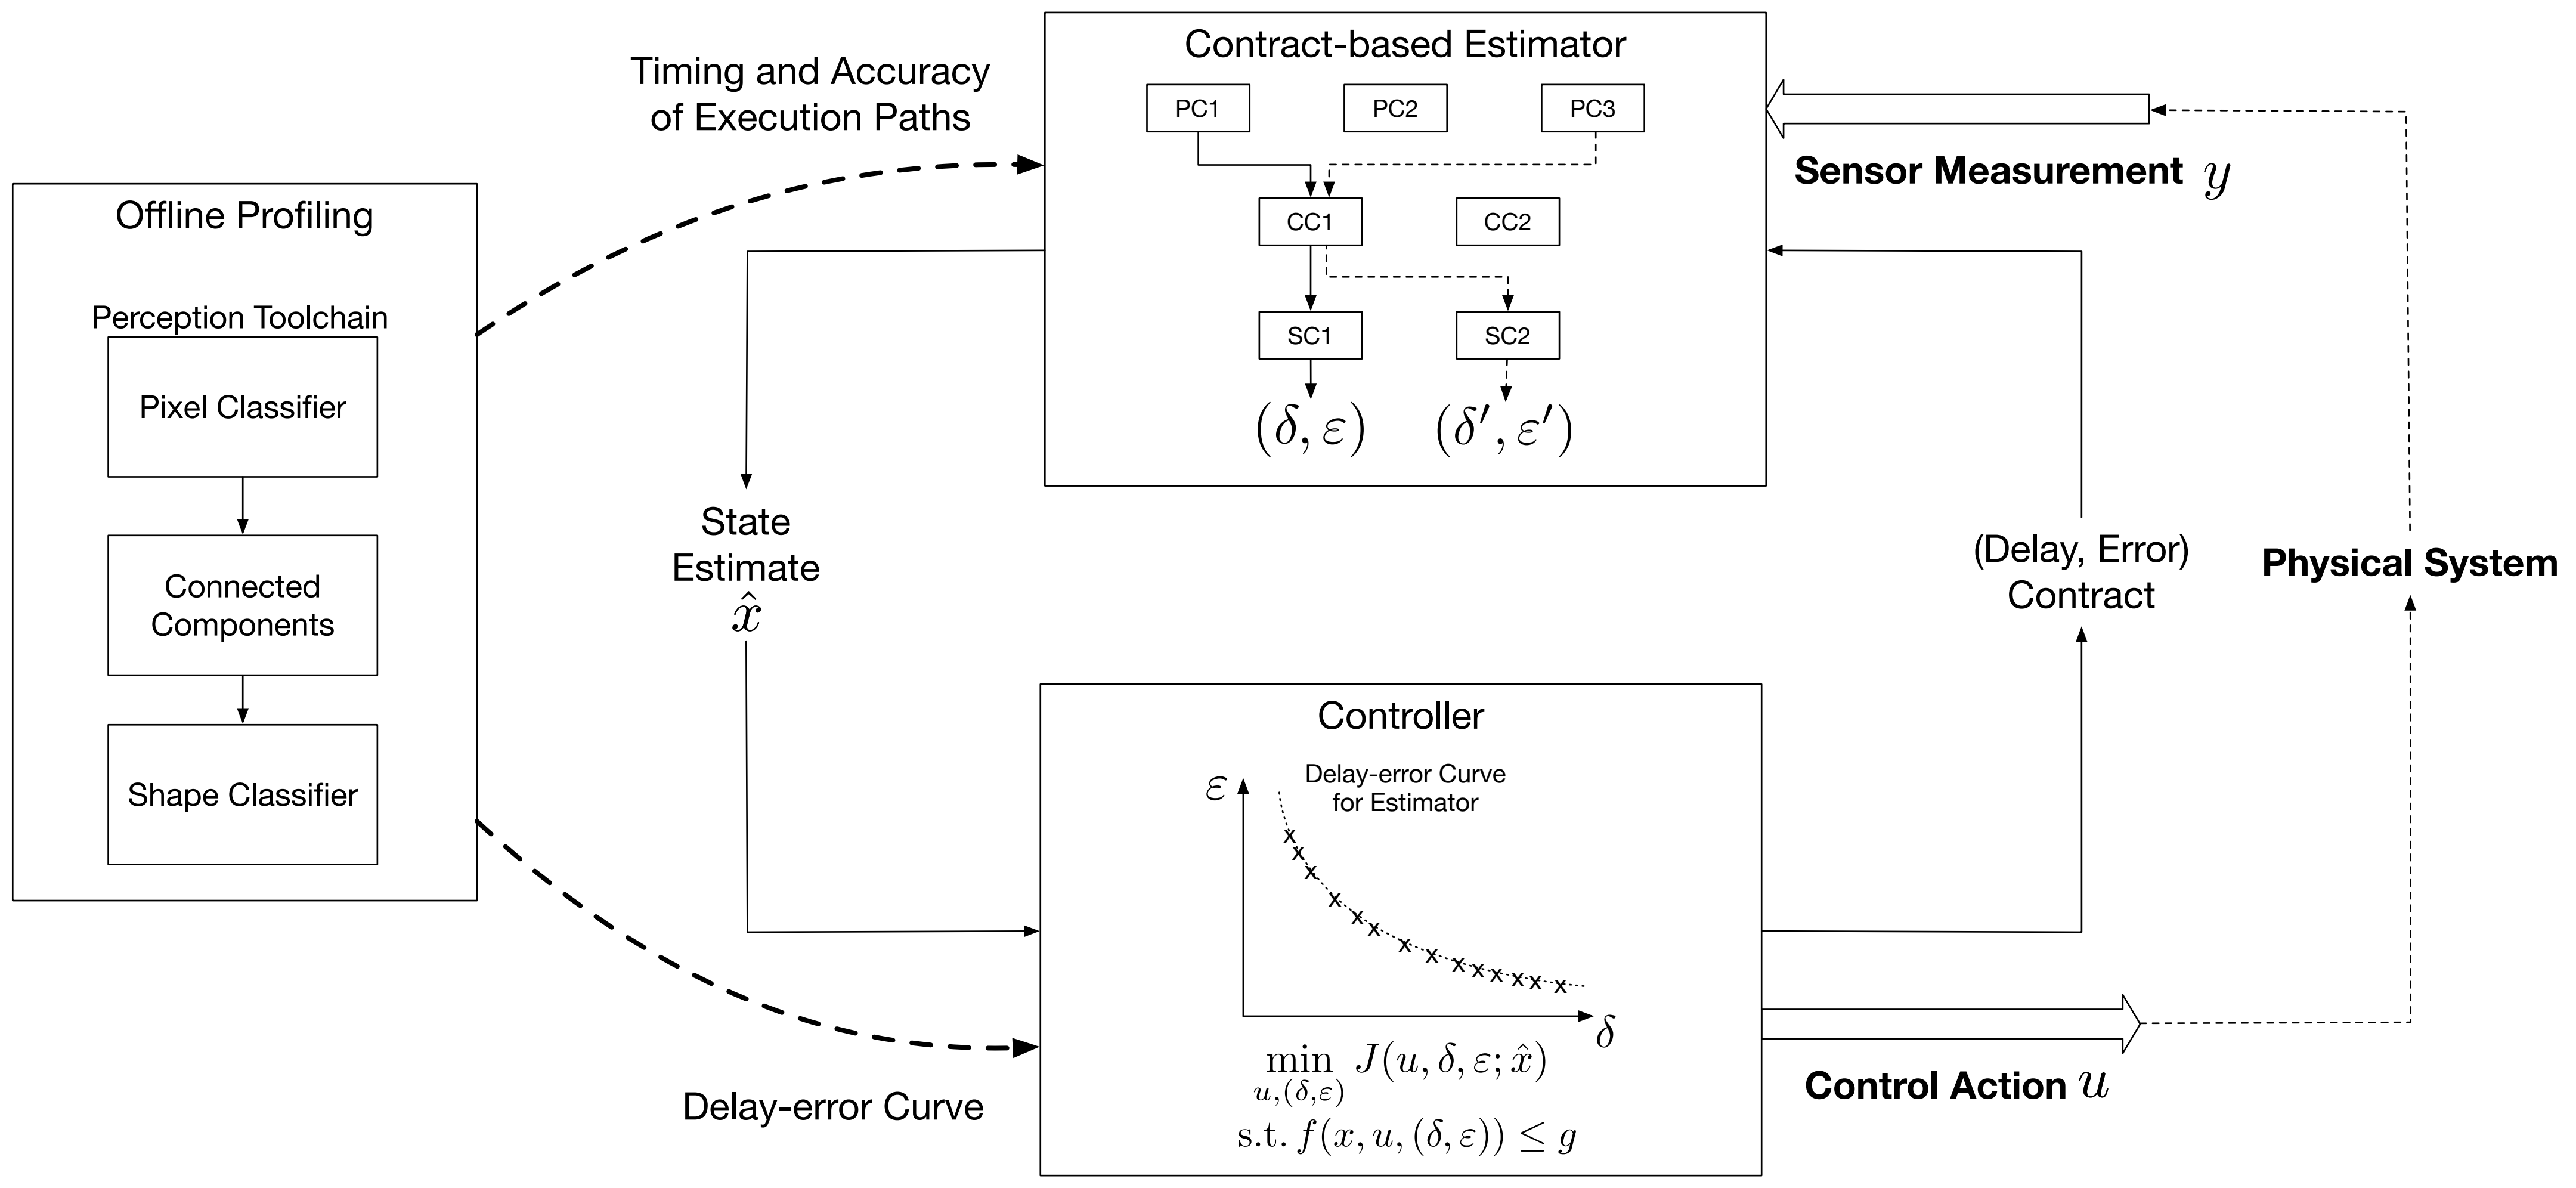 Offline Profiling
Perception Toolchain
Pixel Classifier
Connected
Components
Shape Classifier
Timing and Accuracy
of Execution Paths
Delay-error Curve
State
Estimate
x̂
Contract-based Estimator
PC1
PC2
PC3
CC1
CC2
SC1
SC2
(δ, ε)
(δ′, ε′)
Controller
Delay-error Curve
for Estimator
ε
δ
min J(u, δ, ε; x̂)
u,(δ,ε)
s.t. f(x, u, (δ, ε)) ≤ g
Sensor Measurement y
(Delay, Error)
Contract
Physical System
Control Action u